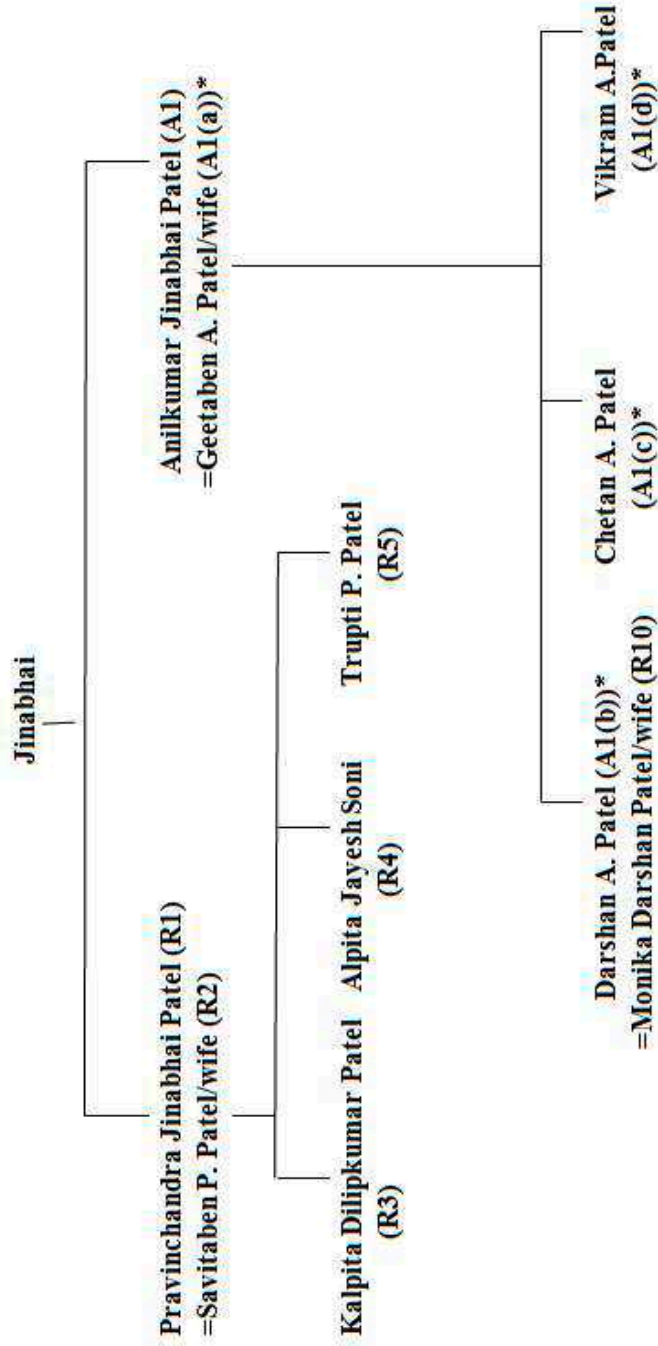 Jinabhai
Pravinchandra Jinabhai Patel (R1)
=Savitaben P. Patel/wife (R2)
Anilkumar Jinabhai Patel (A1)
=Geetaben A. Patel/wife (A1(a))*
Kalpita Dilipkumar Patel
(R3)
Alpita Jayesh Soni
(R4)
Trupti P. Patel
(R5)
Darshan A. Patel (A1(b))*
=Monika Darshan Patel/wife (R10)
Chetan A. Patel
(A1(c))*
Vikram A.Patel
(A1(d))*